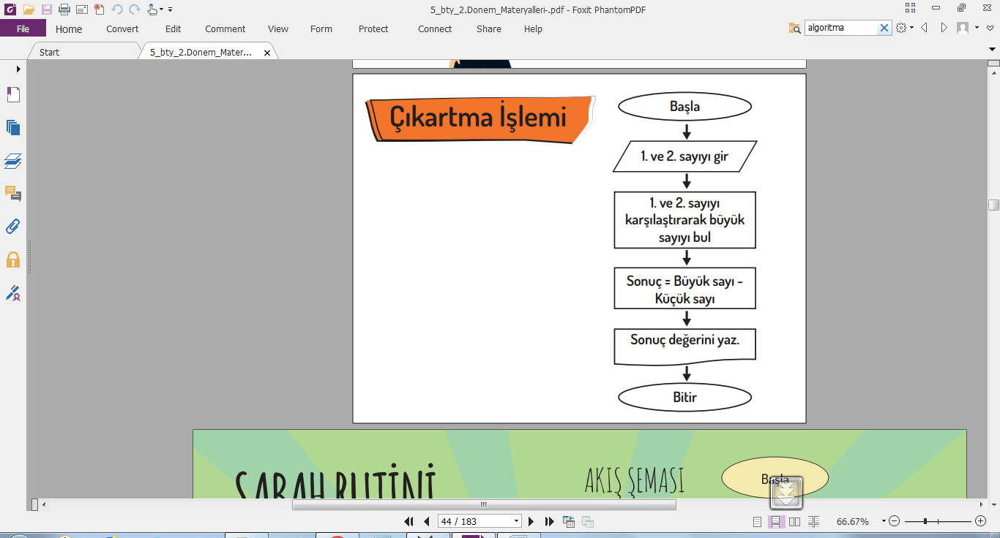 5_bty_2.Donem_Materyalleri-.pdf - Foxit PhantomPDF
File Home Convert Edit Comment View Form Protect Connect Share Help algoritma
Start 5_bty_2.Donem_Mater...
Çıkartma İşlemi
Başla
1. ve 2. sayıyı gir
1. ve 2. sayıyı
karşılaştırarak büyük
sayıyı bul
Sonuç = Büyük sayı -
Küçük sayı
Sonuç değerini yaz.
Bitir
SABAH RUTİNİ
AKIŞ ŞEMASI
Başla
44 / 183
66.67%